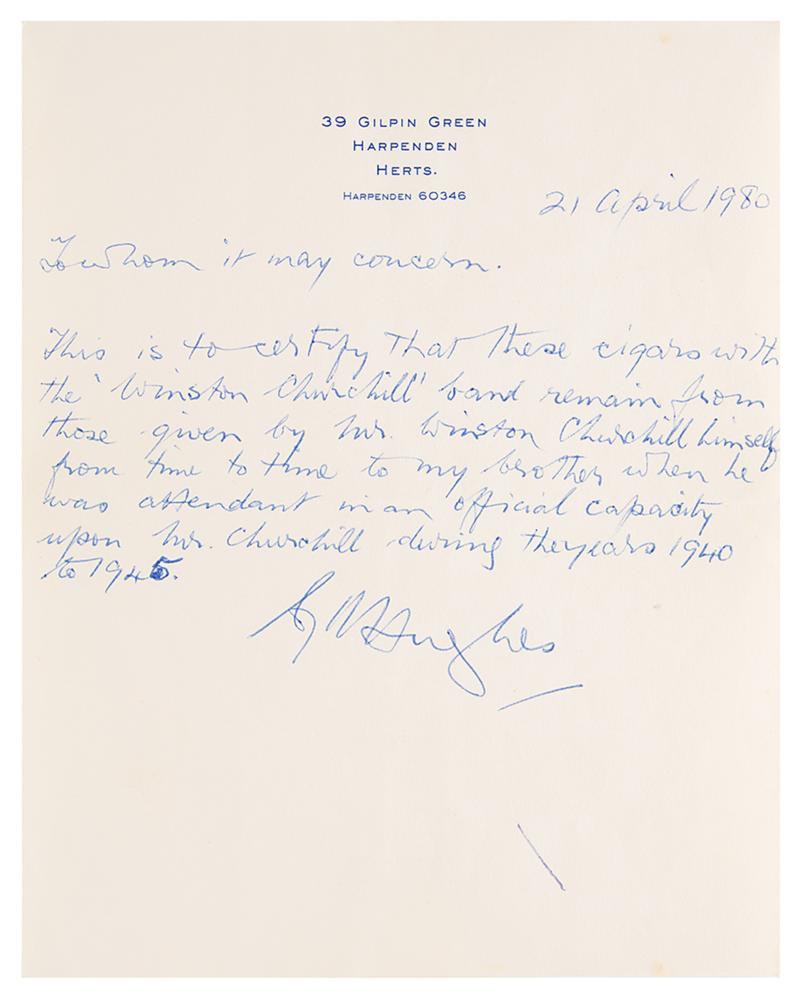 39 GILPIN GREEN
HARPENDEN
HERTS.
HARPENDEN 60346
21 April 1980
To whom it may concern.
This is to certify that these cigars with
the 'Winston Churchill' band remain from
those given by Mr. Winston Churchill himself
from time to time to my brother when he
was attendant in an official capacity
upon Mr. Churchill during the years 1940
to 1945.
Hughes